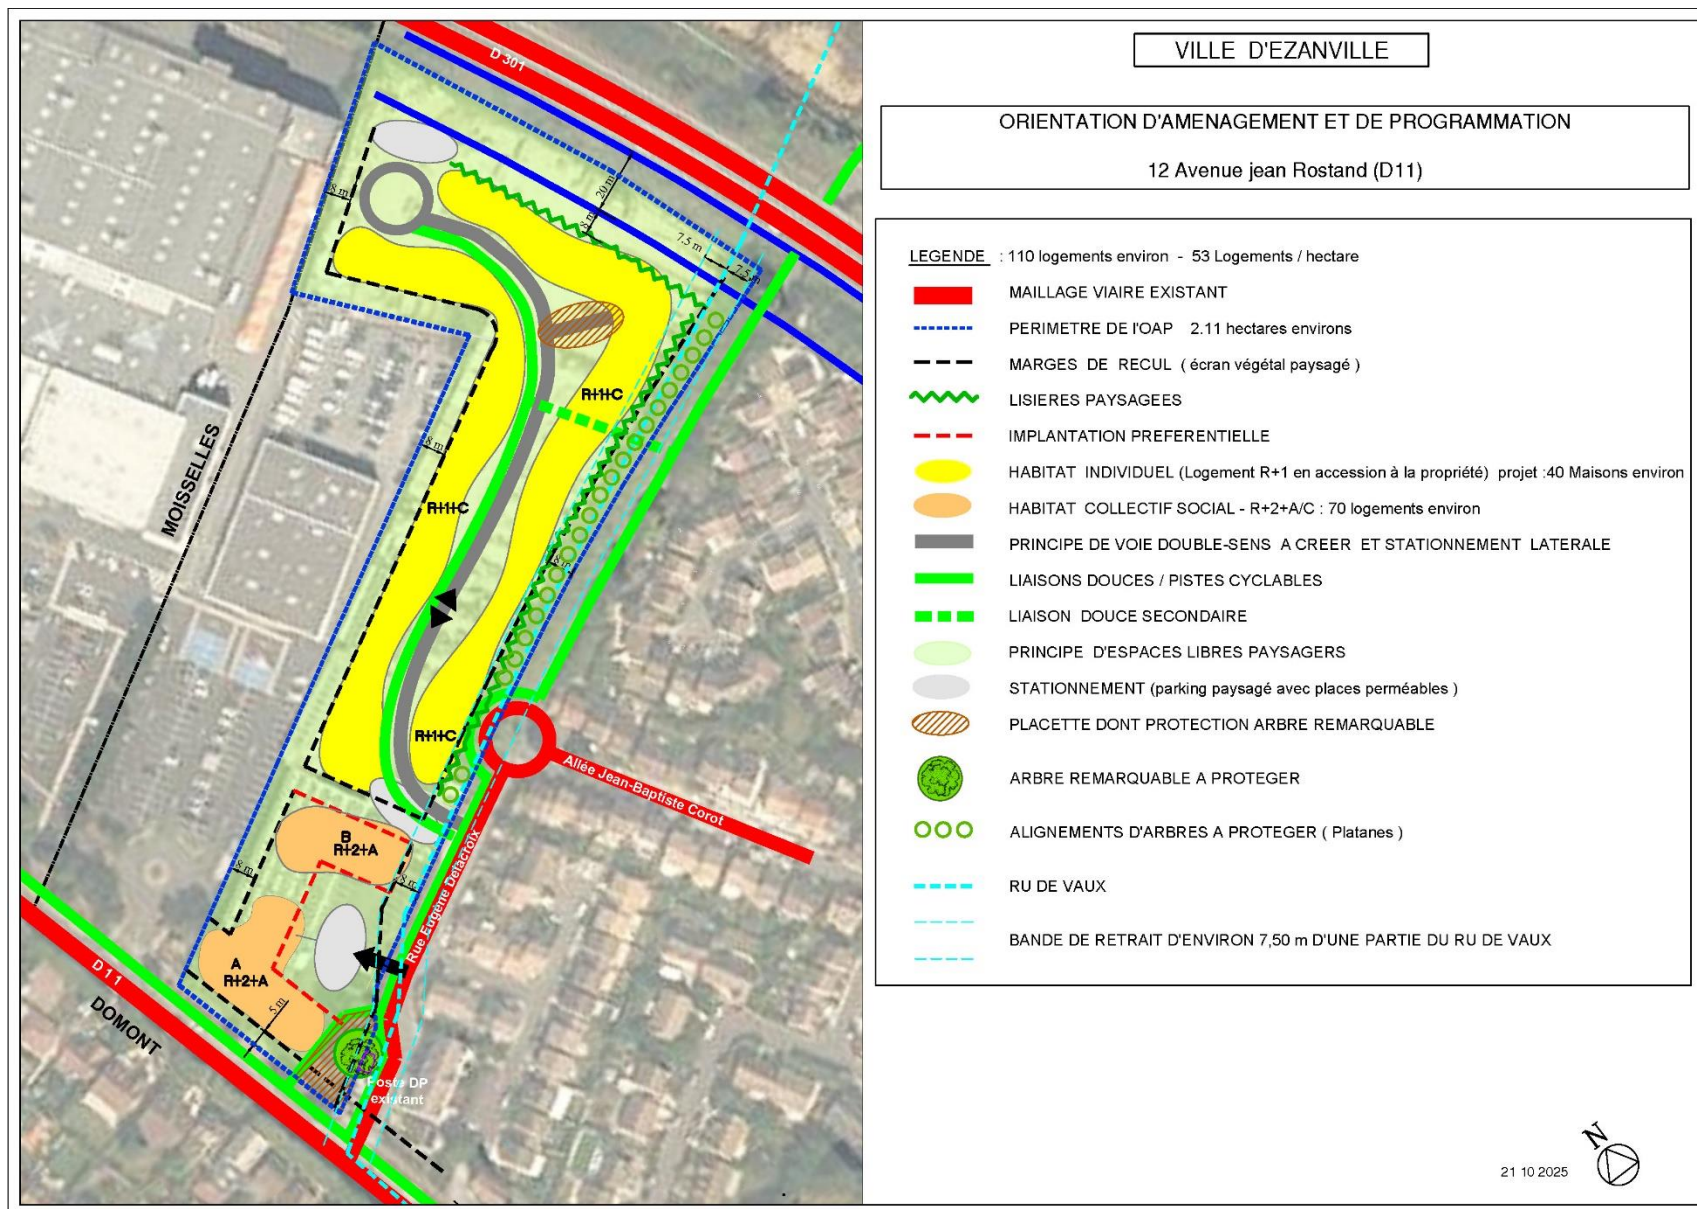 VILLE D'EZANVILLE
ORIENTATION D'AMENAGEMENT ET DE PROGRAMMATION
12 Avenue jean Rostand (D11)
LEGENDE : 110 logements environ - 53 Logements / hectare
MAILLAGE VIAIRE EXISTANT
PERIMETRE DE l'OAP 2.11 hectares environs
MARGES DE RECUL ( écran végétal paysagé )
LISIERES PAYSAGEES
IMPLANTATION PREFERENTIELLE
HABITAT INDIVIDUEL (Logement R+1 en accession à la propriété) projet :40 Maisons environ
HABITAT COLLECTIF SOCIAL - R+2+A/C : 70 logements environ
PRINCIPE DE VOIE DOUBLE-SENS A CREER ET STATIONNEMENT LATERALE
LIAISONS DOUCES / PISTES CYCLABLES
LIAISON DOUCE SECONDAIRE
PRINCIPE D'ESPACES LIBRES PAYSAGERS
STATIONNEMENT (parking paysagé avec places perméables )
PLACETTE DONT PROTECTION ARBRE REMARQUABLE
ARBRE REMARQUABLE A PROTEGER
ALIGNEMENTS D'ARBRES A PROTEGER ( Platanes )
RU DE VAUX
BANDE DE RETRAIT D'ENVIRON 7,50 m D'UNE PARTIE DU RU DE VAUX
21 10 2025
N
D 301
8 m
20 m
8 m
7.5 m
7.5 m
R+1+C
8 m
R+1+C
MOISSELLES
8 m
R+1+C
Allée Jean-Baptiste Corot
B
R+2+A
8 m
8 m
Rue Eugène Delacroix
A
R+2+A
5 m
D 11
DOMONT
Poste DP
existant